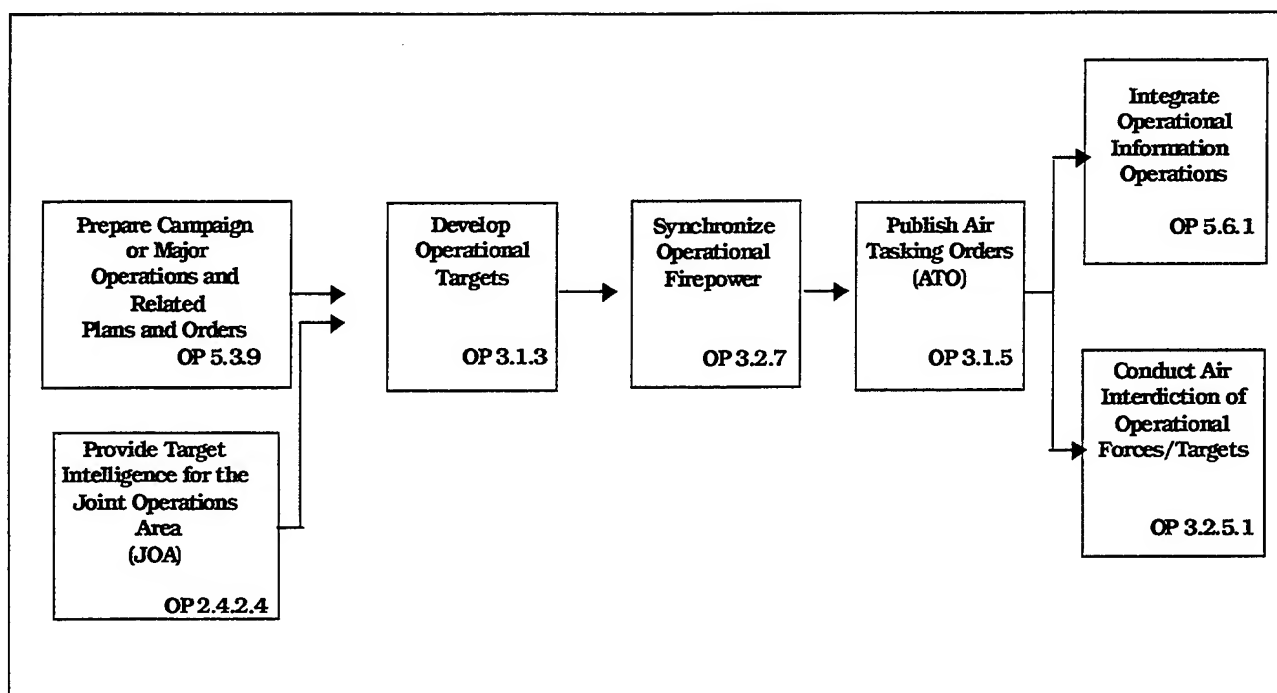 Prepare Campaign
or Major
Operations and
Related
Plans and Orders
OP 5.3.9
Provide Target
Intelligence for the
Joint Operations
Area
(JOA)
OP 2.4.2.4
Develop
Operational
Targets
OP 3.1.3
Synchronize
Operational
Firepower
OP 3.2.7
Publish Air
Tasking Orders
(ATO)
OP 3.1.5
Integrate
Operational
Information
Operations
OP 5.6.1
Conduct Air
Interdiction of
Operational
Forces/Targets
OP 3.2.5.1